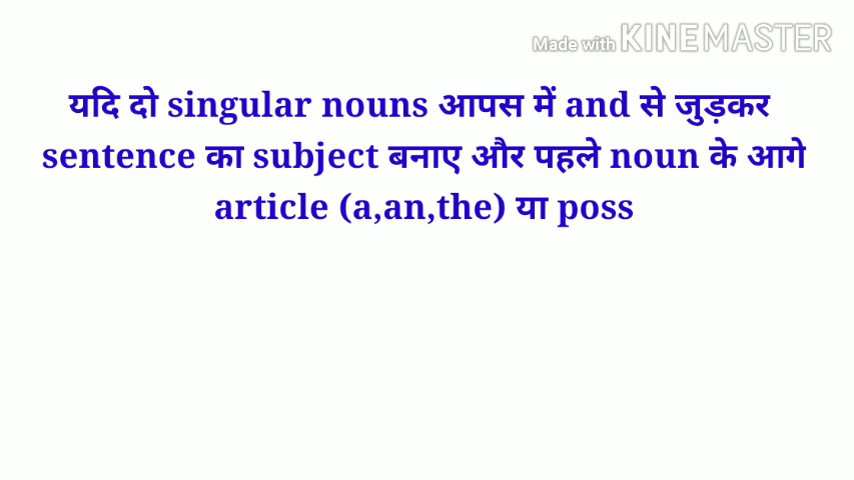 Made with KINEMASTER
यदि दो singular nouns आपस में and से जुड़कर
sentence का subject बनाए और पहले noun के आगे
article (a,an,the) या poss